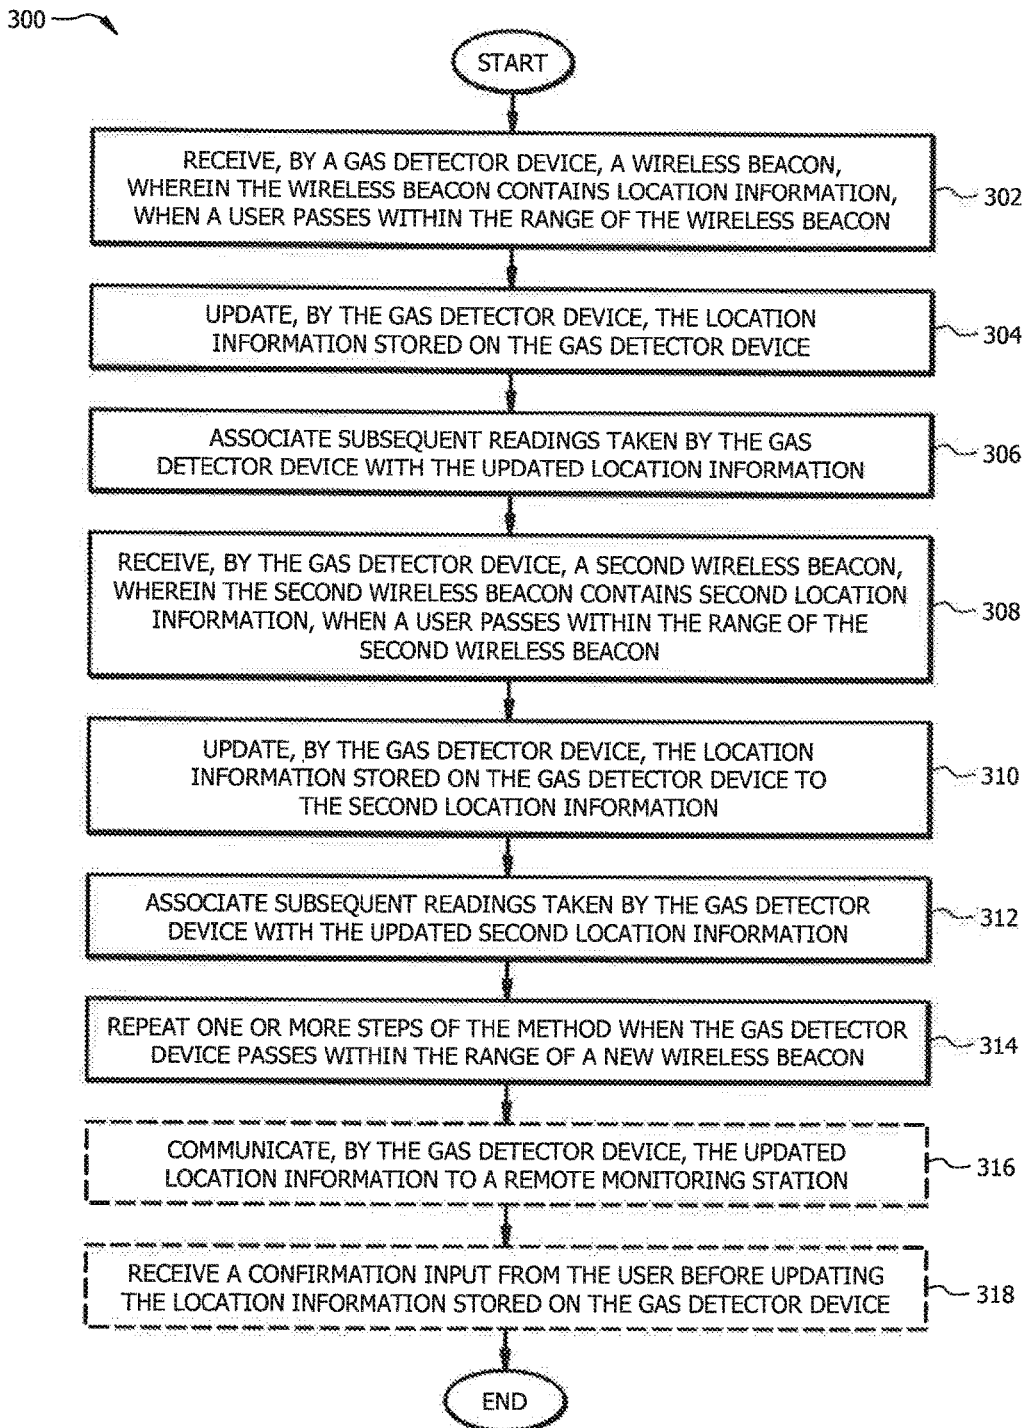 300
START
RECEIVE, BY A GAS DETECTOR DEVICE, A WIRELESS BEACON,
WHEREIN THE WIRELESS BEACON CONTAINS LOCATION INFORMATION,
WHEN A USER PASSES WITHIN THE RANGE OF THE WIRELESS BEACON
302
UPDATE, BY THE GAS DETECTOR DEVICE, THE LOCATION
INFORMATION STORED ON THE GAS DETECTOR DEVICE
304
ASSOCIATE SUBSEQUENT READINGS TAKEN BY THE GAS
DETECTOR DEVICE WITH THE UPDATED LOCATION INFORMATION
306
RECEIVE, BY THE GAS DETECTOR DEVICE, A SECOND WIRELESS BEACON,
WHEREIN THE SECOND WIRELESS BEACON CONTAINS SECOND LOCATION
INFORMATION, WHEN A USER PASSES WITHIN THE RANGE OF THE
SECOND WIRELESS BEACON
308
UPDATE, BY THE GAS DETECTOR DEVICE, THE LOCATION
INFORMATION STORED ON THE GAS DETECTOR DEVICE TO
THE SECOND LOCATION INFORMATION
310
ASSOCIATE SUBSEQUENT READINGS TAKEN BY THE GAS DETECTOR
DEVICE WITH THE UPDATED SECOND LOCATION INFORMATION
312
REPEAT ONE OR MORE STEPS OF THE METHOD WHEN THE GAS DETECTOR
DEVICE PASSES WITHIN THE RANGE OF A NEW WIRELESS BEACON
314
COMMUNICATE, BY THE GAS DETECTOR DEVICE, THE UPDATED
LOCATION INFORMATION TO A REMOTE MONITORING STATION
316
RECEIVE A CONFIRMATION INPUT FROM THE USER BEFORE UPDATING
THE LOCATION INFORMATION STORED ON THE GAS DETECTOR DEVICE
318
END